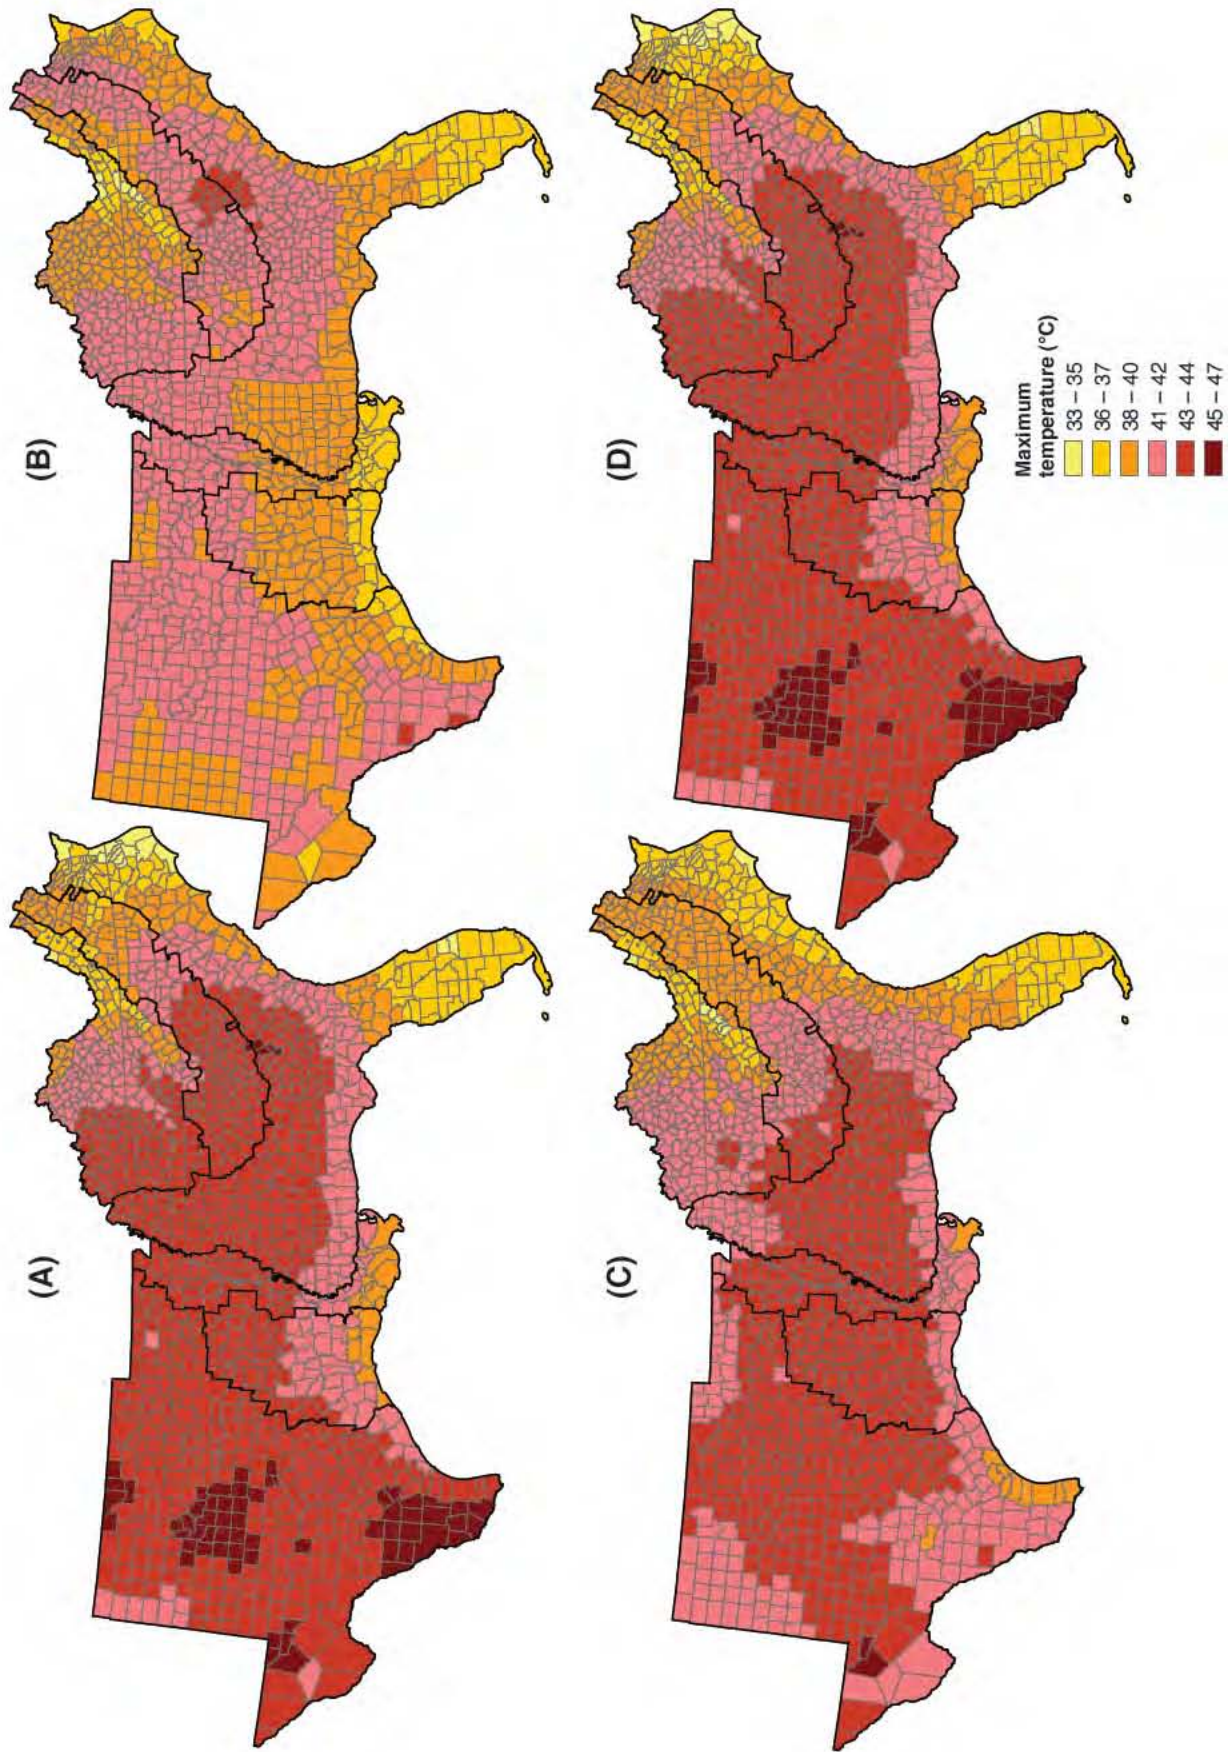 (A)
(B)
(C)
(D)
Maximum
temperature (°C)
33 – 35
36 – 37
38 – 40
41 – 42
43 – 44
45 – 47